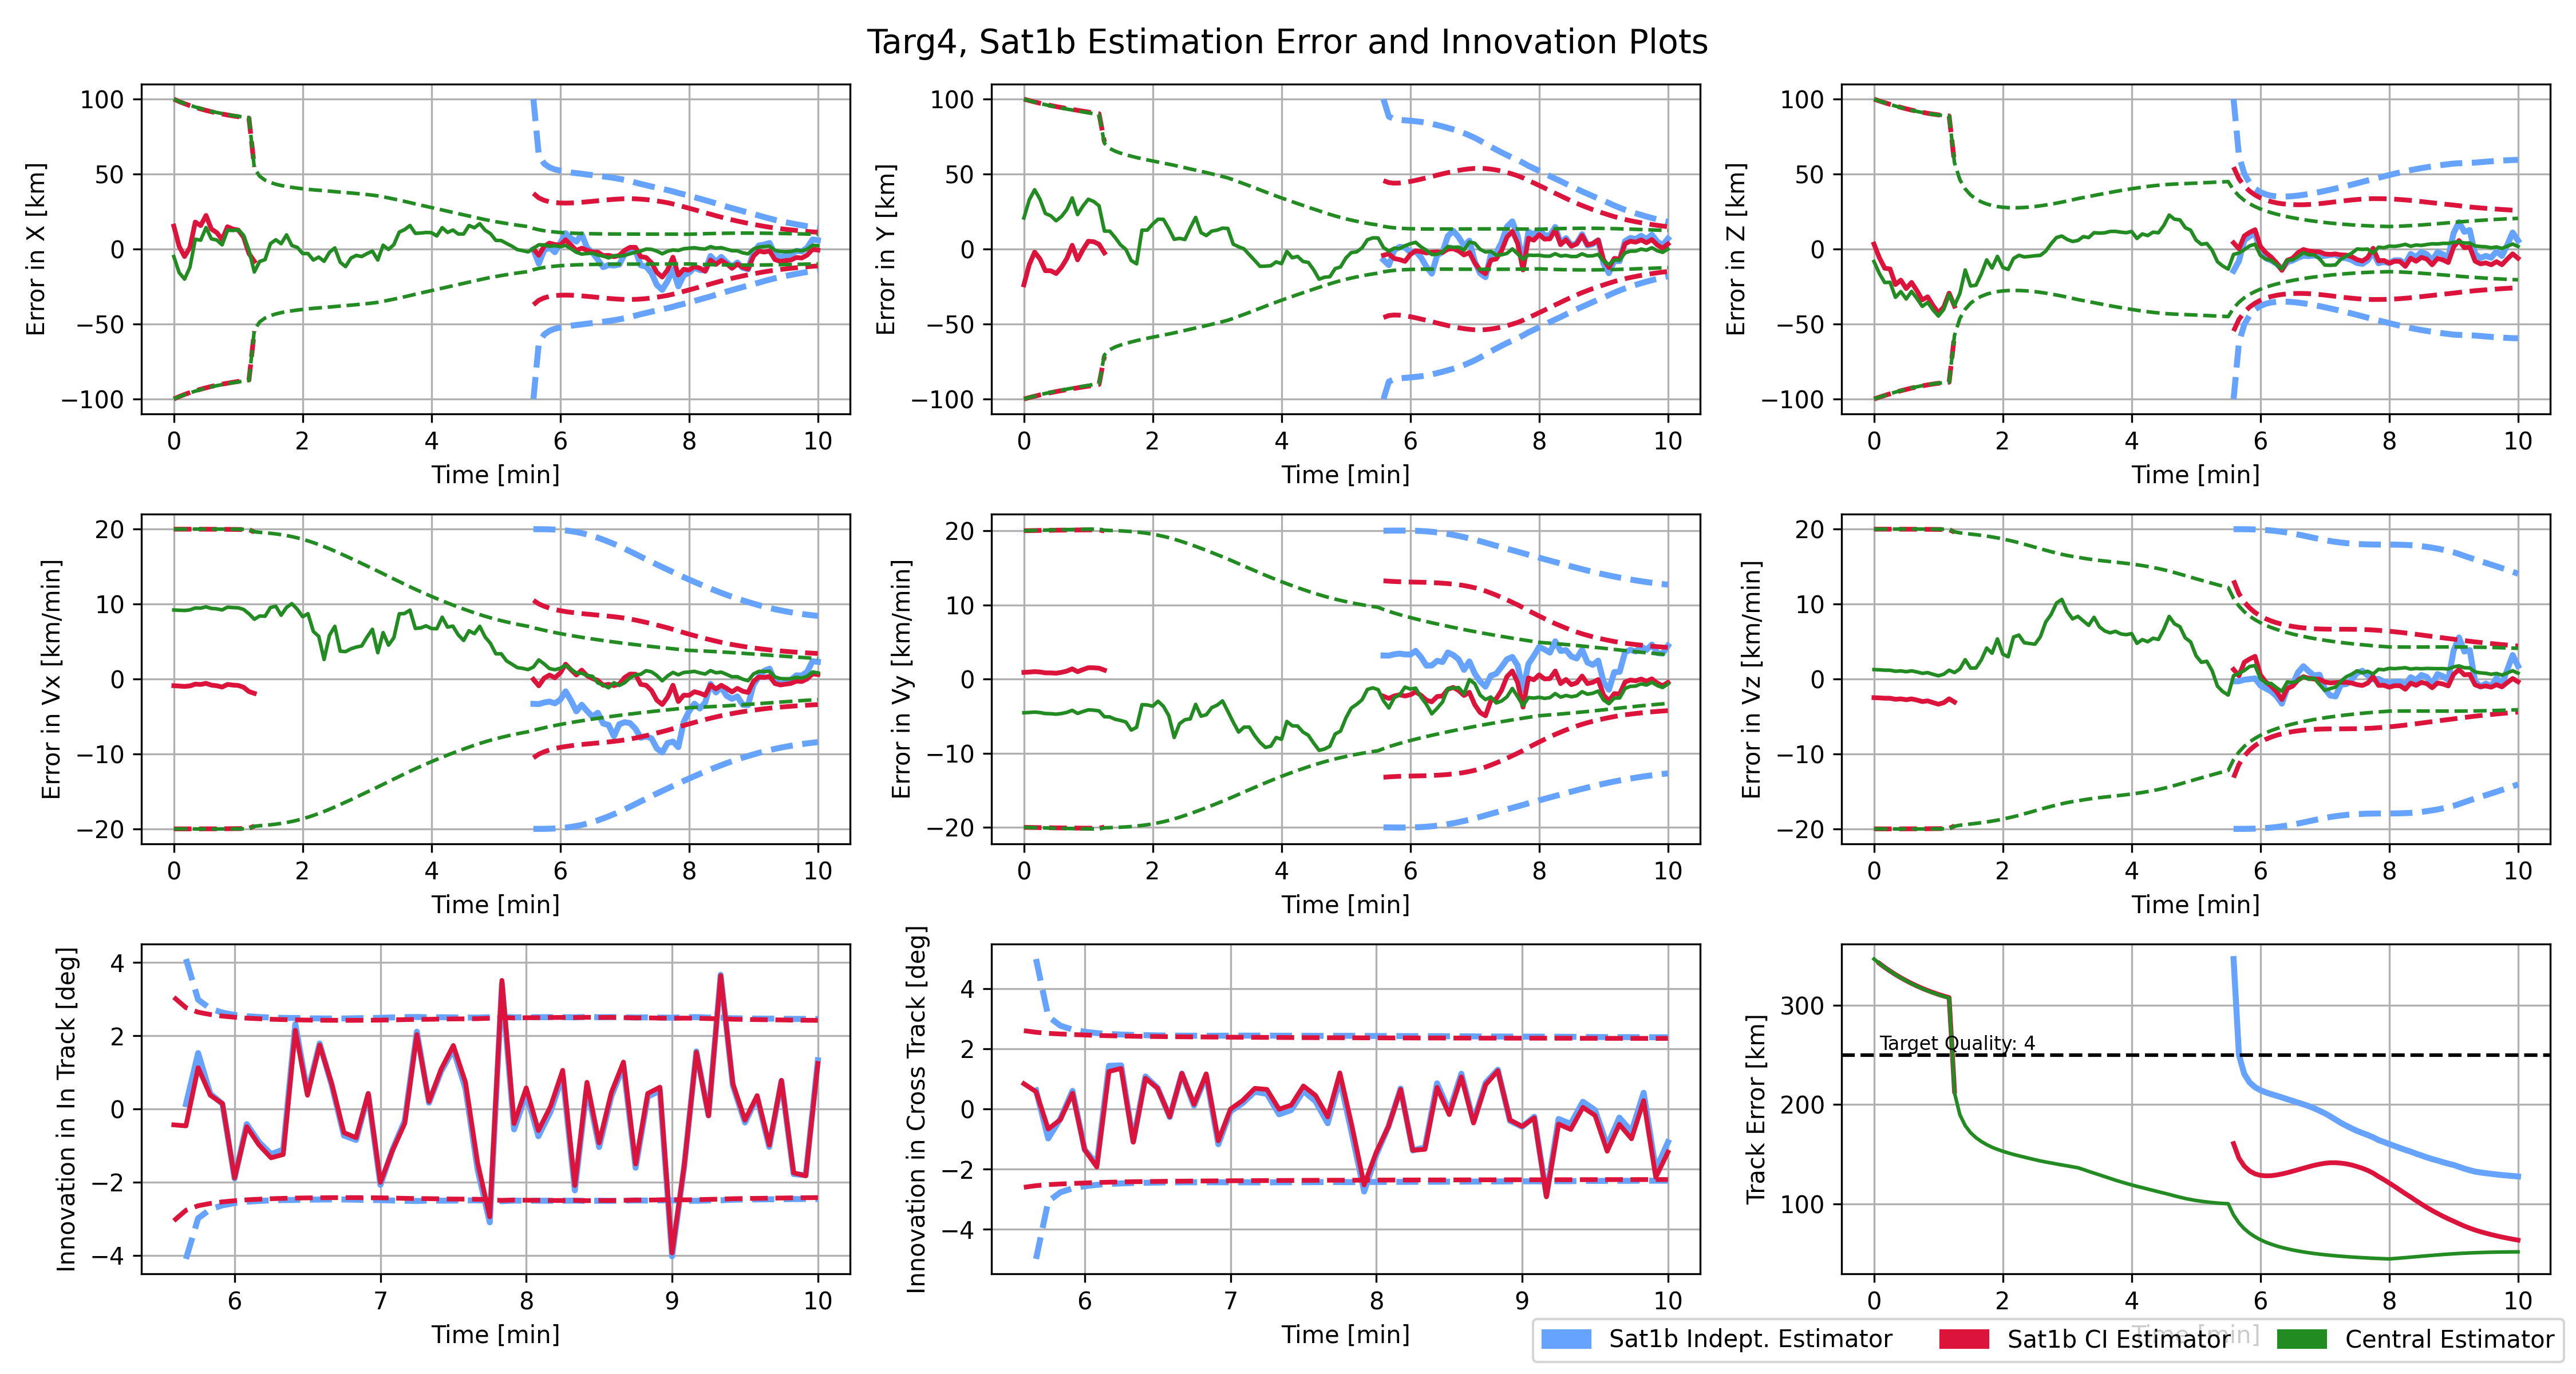 Targ4, Sat1b Estimation Error and Innovation Plots
Error in X [km]
100
50
0
−50
−100
0 2 4 6 8 10
Time [min]
Error in Y [km]
100
50
0
−50
−100
0 2 4 6 8 10
Time [min]
Error in Z [km]
100
50
0
−50
−100
0 2 4 6 8 10
Time [min]
Error in Vx [km/min]
20
10
0
−10
−20
0 2 4 6 8 10
Time [min]
Error in Vy [km/min]
20
10
0
−10
−20
0 2 4 6 8 10
Time [min]
Error in Vz [km/min]
20
10
0
−10
−20
0 2 4 6 8 10
Time [min]
Innovation in In Track [deg]
4
2
0
−2
−4
6 7 8 9 10
Time [min]
Innovation in Cross Track [deg]
4
2
0
−2
−4
6 7 8 9 10
Time [min]
Track Error [km]
300
200
100
Target Quality: 4
0 2 4 6 8 10
Time [min]
Sat1b Indept. Estimator
Sat1b CI Estimator
Central Estimator